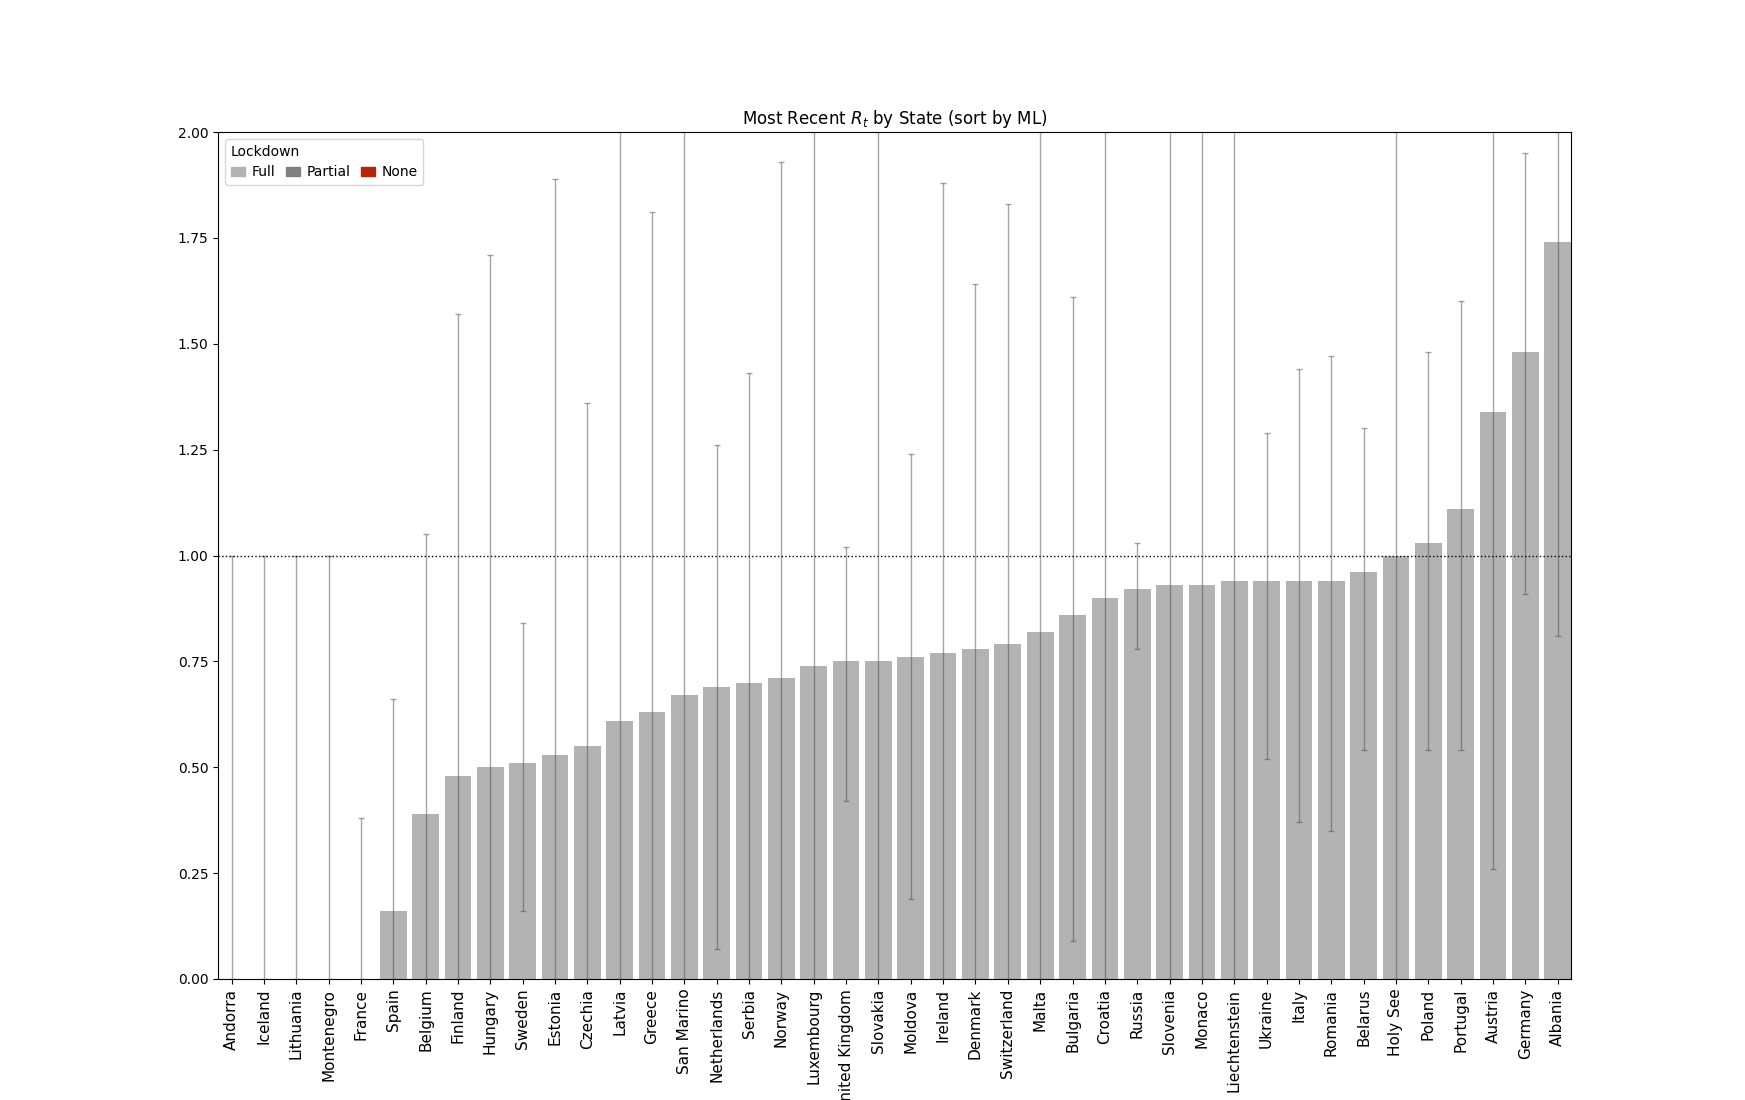 Most Recent R_t by State (sort by ML)
2.00
Lockdown
Full Partial None
1.75
1.50
1.25
1.00
0.75
0.50
0.25
0.00
Andorra
Iceland
Lithuania
Montenegro
France
Spain
Belgium
Finland
Hungary
Sweden
Estonia
Czechia
Latvia
Greece
San Marino
Netherlands
Serbia
Norway
Luxembourg
nited Kingdom
Slovakia
Moldova
Ireland
Denmark
Switzerland
Malta
Bulgaria
Croatia
Russia
Slovenia
Monaco
Liechtenstein
Ukraine
Italy
Romania
Belarus
Holy See
Poland
Portugal
Austria
Germany
Albania